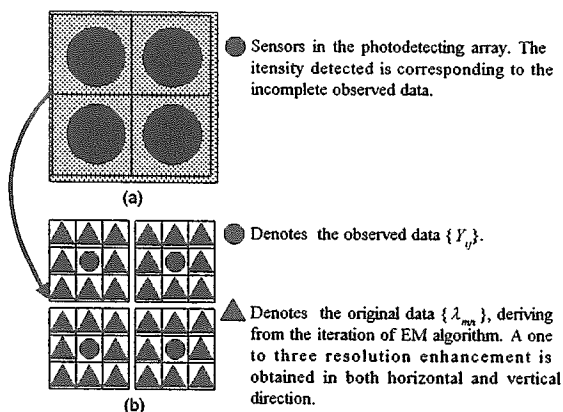 Sensors in the photodetecting array. The
itensity detected is corresponding to the
incomplete observed data.
(a)
Denotes the observed data {Y_ij}.
Denotes the original data {λ_mn}, deriving
from the iteration of EM algorithm. A one
to three resolution enhancement is
obtained in both horizontal and vertical
direction.
(b)